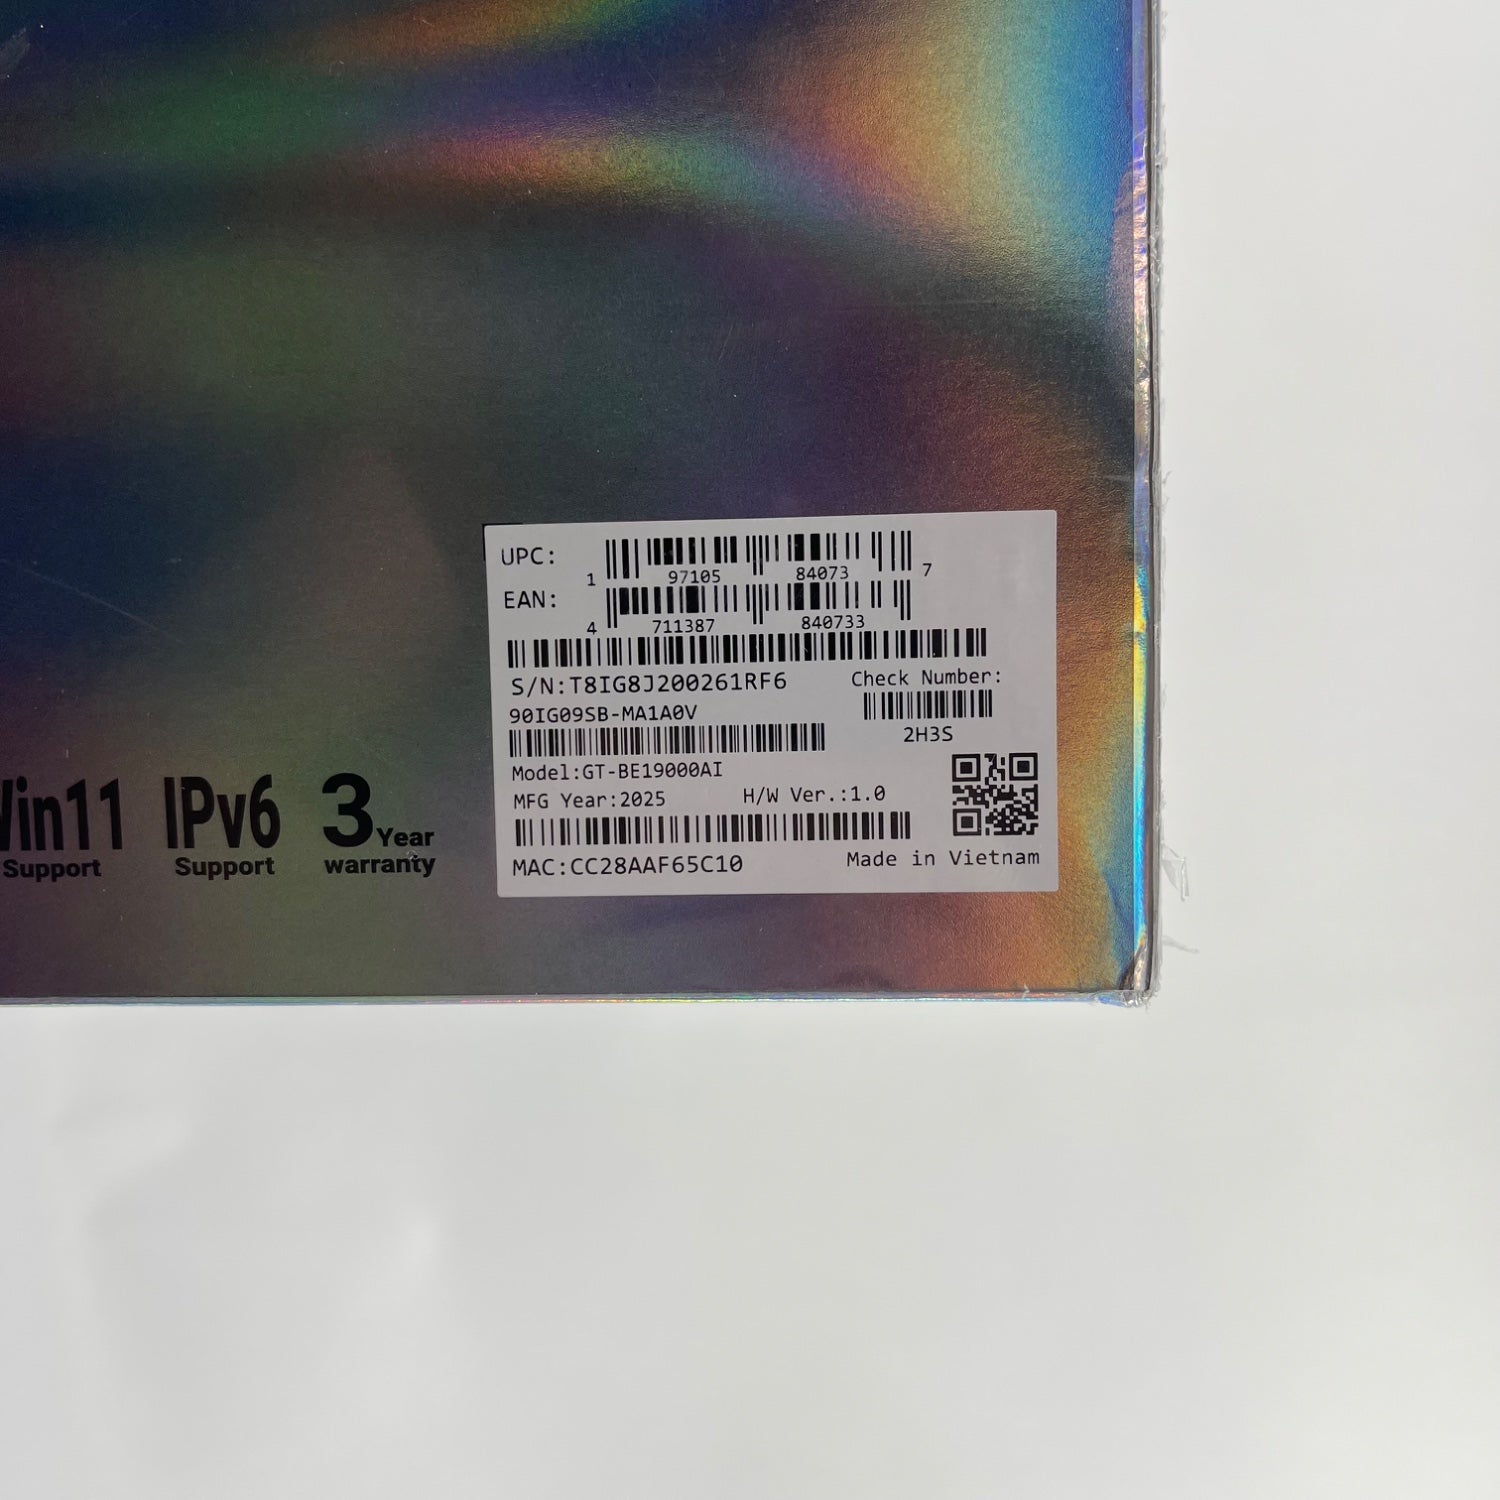 UPC:
1 97105 84073 7
EAN:
4 711387 840733
S/N:T8IG8J200261RF6
Check Number:
90IG09SB-MA1A0V
2H3S
Model:GT-BE19000AI
MFG Year:2025 H/W Ver.:1.0
MAC:CC28AAF65C10 Made in Vietnam
Win11 IPv6 3 Year
Support Support warranty